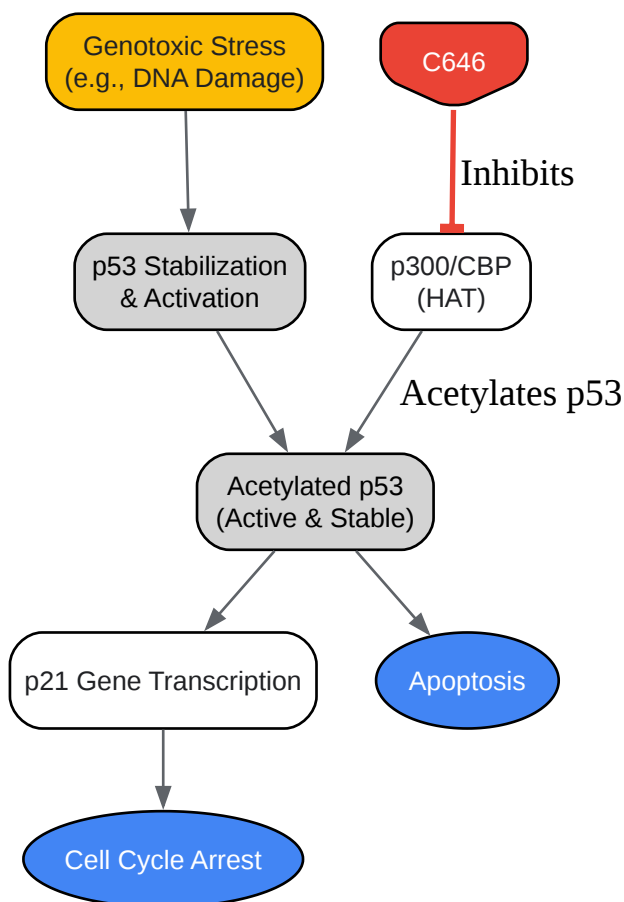 Genotoxic Stress
(e.g., DNA Damage)
C646
Inhibits
p53 Stabilization
& Activation
p300/CBP
(HAT)
Acetylates p53
Acetylated p53
(Active & Stable)
p21 Gene Transcription
Apoptosis
Cell Cycle Arrest